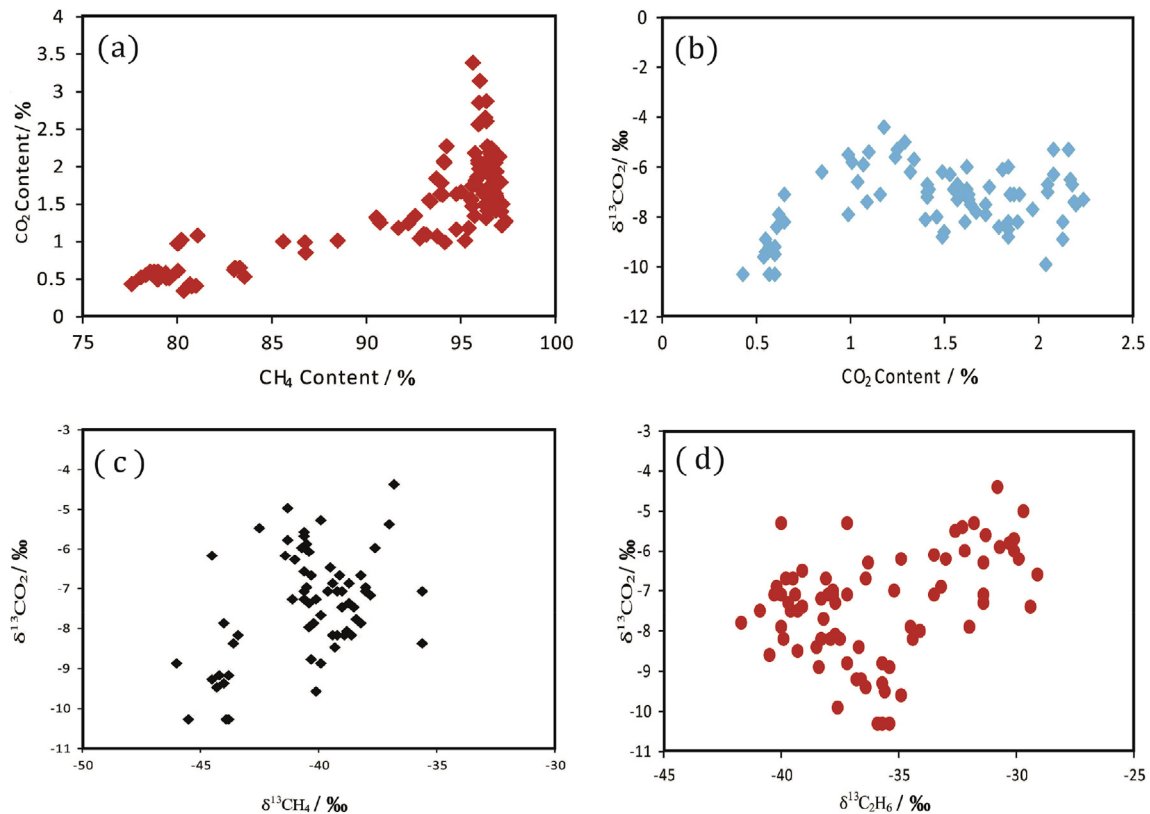 (a)
4
3.5
3
2.5
2
1.5
1
0.5
0
CO₂ Content/ %
75 80 85 90 95 100
CH₄ Content / %
(b)
-0
-2
-4
-6
-8
-10
-12
δ¹³CO₂/ ‰
0 0.5 1 1.5 2 2.5
CO₂ Content / %
( c )
-3
-4
-5
-6
-7
-8
-9
-10
-11
δ¹³CO₂ / ‰
-50 -45 -40 -35 -30
δ¹³CH₄ / ‰
( d )
-3
-4
-5
-6
-7
-8
-9
-10
-11
δ¹³CO₂ / ‰
-45 -40 -35 -30 -25
δ¹³C₂H₆ / ‰